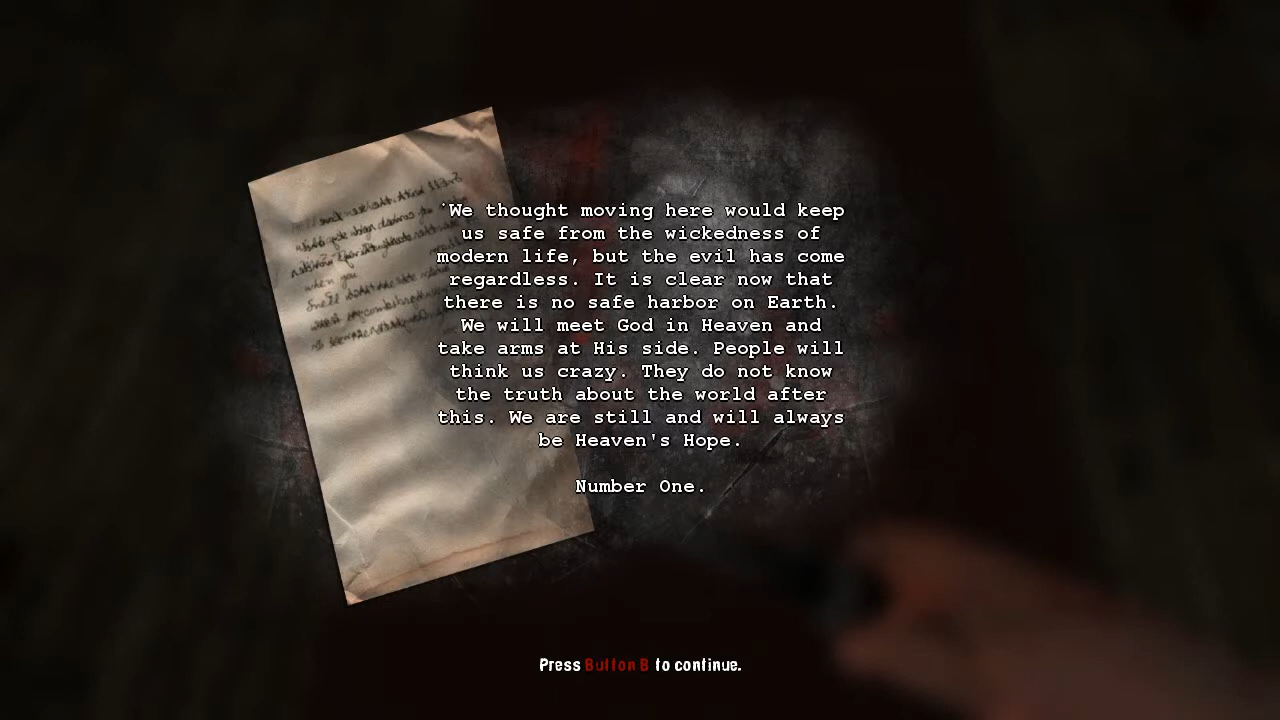 `We thought moving here would keep
us safe from the wickedness of
modern life, but the evil has come
regardless. It is clear now that
there is no safe harbor on Earth.
We will meet God in Heaven and
take arms at His side. People will
think us crazy. They do not know
the truth about the world after
this. We are still and will always
be Heaven's Hope.
Number One.
Press Button B to continue.